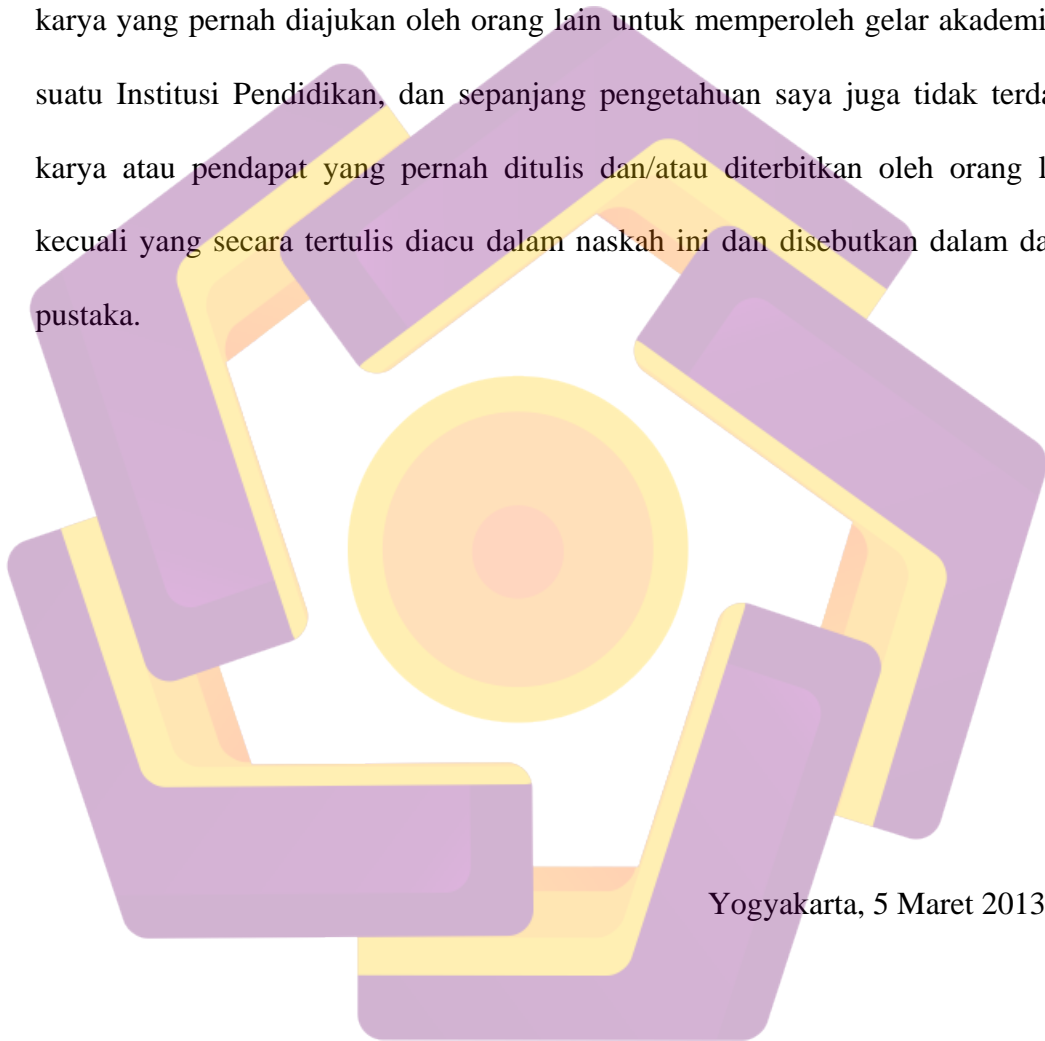 karya yang pernah diajukan oleh orang lain untuk memperoleh gelar akademi
suatu Institusi Pendidikan, dan sepanjang pengetahuan saya juga tidak terda
karya atau pendapat yang pernah ditulis dan/atau diterbitkan oleh orang l
kecuali yang secara tertulis diacu dalam naskah ini dan disebutkan dalam da
pustaka.
Yogyakarta, 5 Maret 2013